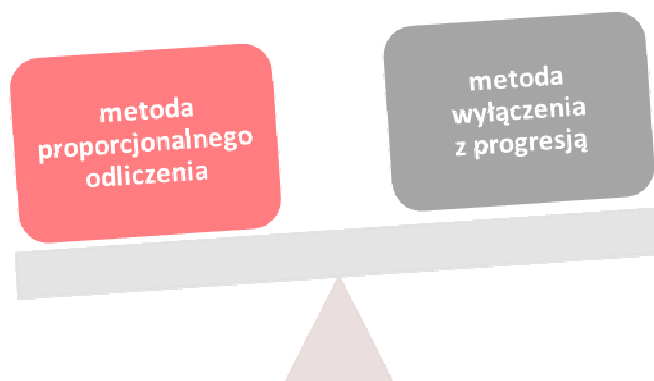 metoda
proporcjonalnego
odliczenia
metoda
wyłączenia
z progresją